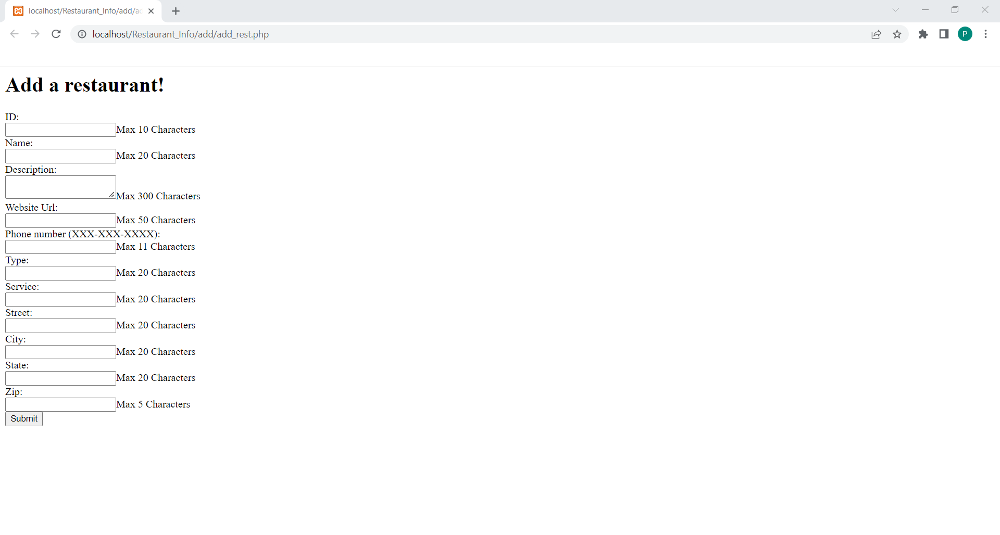 localhost/Restaurant_Info/add/ad
localhost/Restaurant_Info/add/add_rest.php
P
Add a restaurant!
ID:
Max 10 Characters
Name:
Max 20 Characters
Description:
Max 300 Characters
Website Url:
Max 50 Characters
Phone number (XXX-XXX-XXXX):
Max 11 Characters
Type:
Max 20 Characters
Service:
Max 20 Characters
Street:
Max 20 Characters
City:
Max 20 Characters
State:
Max 20 Characters
Zip:
Max 5 Characters
Submit